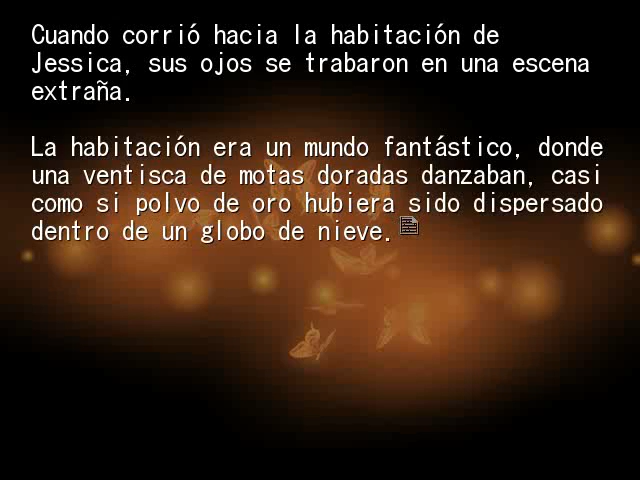 Cuando corrió hacia la habitación de
Jessica, sus ojos se trabaron en una escena
extraña.
La habitación era un mundo fantástico, donde
una ventisca de motas doradas danzaban, casi
como si polvo de oro hubiera sido dispersado
dentro de un globo de nieve.